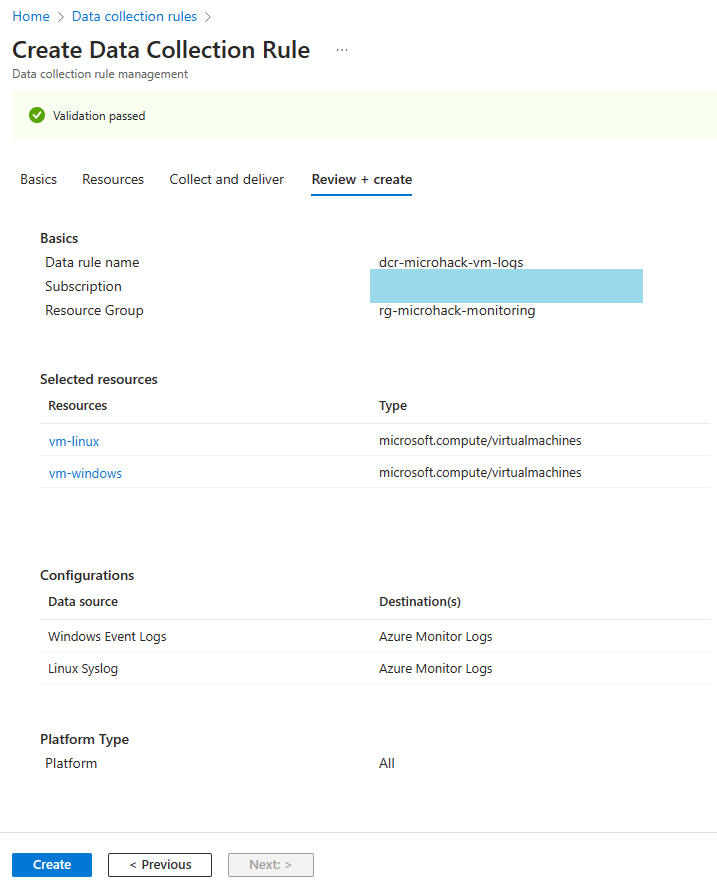 Home > Data collection rules >
Create Data Collection Rule ...
Data collection rule management
Validation passed
Basics Resources Collect and deliver Review + create
Basics
Data rule name dcr-microhack-vm-logs
Subscription
Resource Group rg-microhack-monitoring
Selected resources
Resources Type
vm-linux microsoft.compute/virtualmachines
vm-windows microsoft.compute/virtualmachines
Configurations
Data source Destination(s)
Windows Event Logs Azure Monitor Logs
Linux Syslog Azure Monitor Logs
Platform Type
Platform All
Create < Previous Next: >